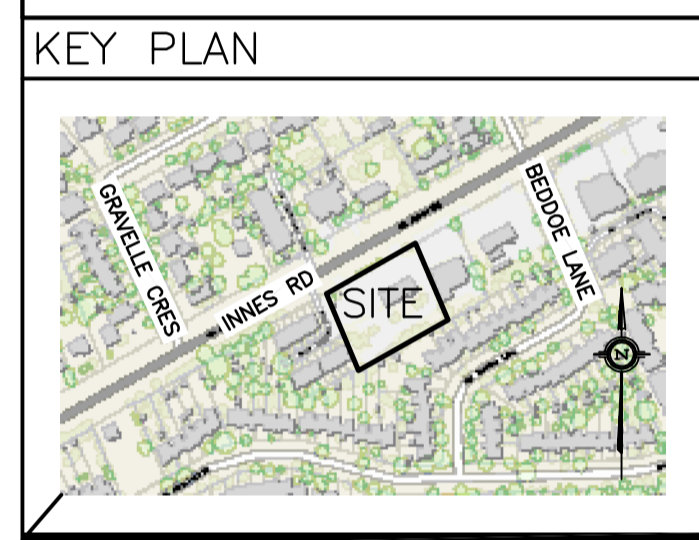 KEY PLAN
GRAVELLE CRES
INNES RD
SITE
BEDDOE LANE
N